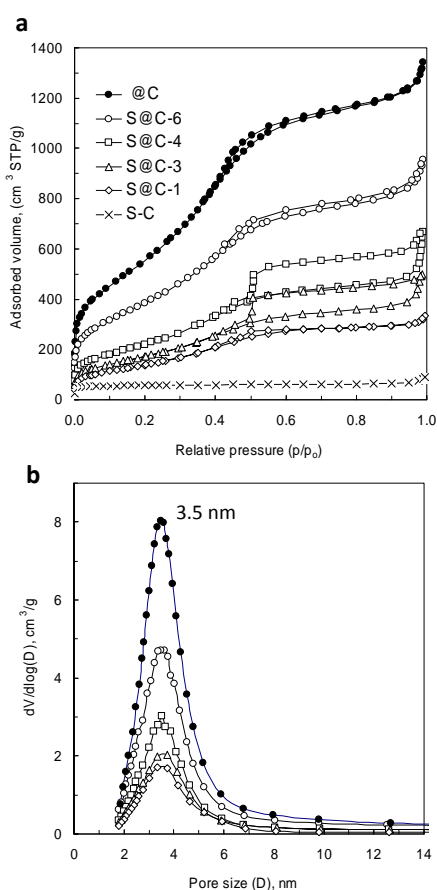 a
1400
1200
1000
800
600
400
200
0
Adsorbed volume, (cm³ STP/g)
@C
S@C-6
S@C-4
S@C-3
S@C-1
S-C
0.0 0.2 0.4 0.6 0.8 1.0
Relative pressure (p/pₒ)
b
3.5 nm
8
6
4
2
0
dV/dlog(D), cm³/g
0 2 4 6 8 10 12 14
Pore size (D), nm